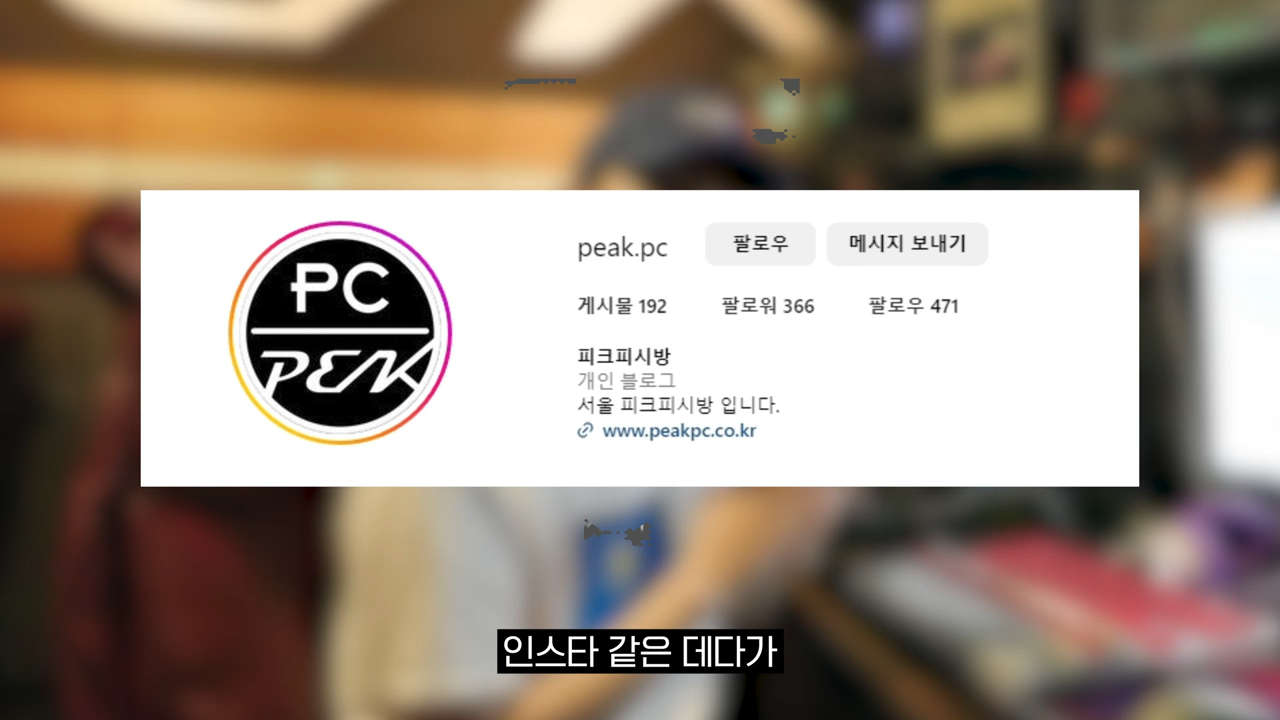 PC
PEAK
peak.pc
팔로우
메시지 보내기
게시물 192
팔로워 366
팔로우 471
피크피시방
개인 블로그
서울 피크피시방 입니다.
www.peakpc.co.kr
인스타 같은 데다가